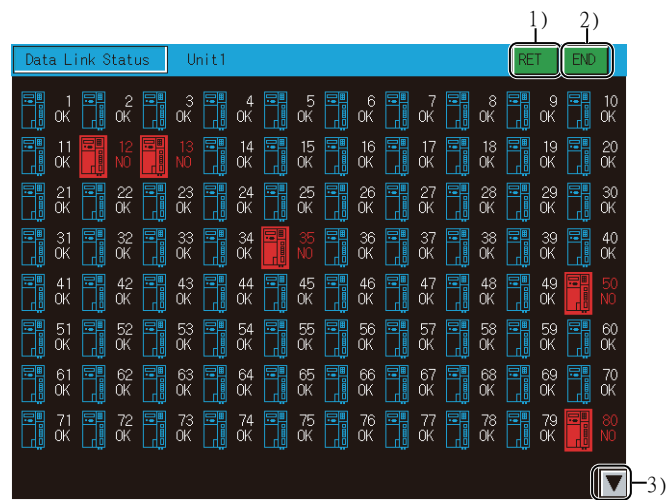 1) 2)
Data Link Status Unit1 RET END
1 2 3 4 5 6 7 8 9 10
OK OK OK OK OK OK OK OK OK OK
11 12 13 14 15 16 17 18 19 20
OK NO NO OK OK OK OK OK OK OK
21 22 23 24 25 26 27 28 29 30
OK OK OK OK OK OK OK OK OK OK
31 32 33 34 35 36 37 38 39 40
OK OK OK OK NO OK OK OK OK OK
41 42 43 44 45 46 47 48 49 50
OK OK OK OK OK OK OK OK OK NO
51 52 53 54 55 56 57 58 59 60
OK OK OK OK OK OK OK OK OK OK
61 62 63 64 65 66 67 68 69 70
OK OK OK OK OK OK OK OK OK OK
71 72 73 74 75 76 77 78 79 80
OK OK OK OK OK OK OK OK OK NO
3)